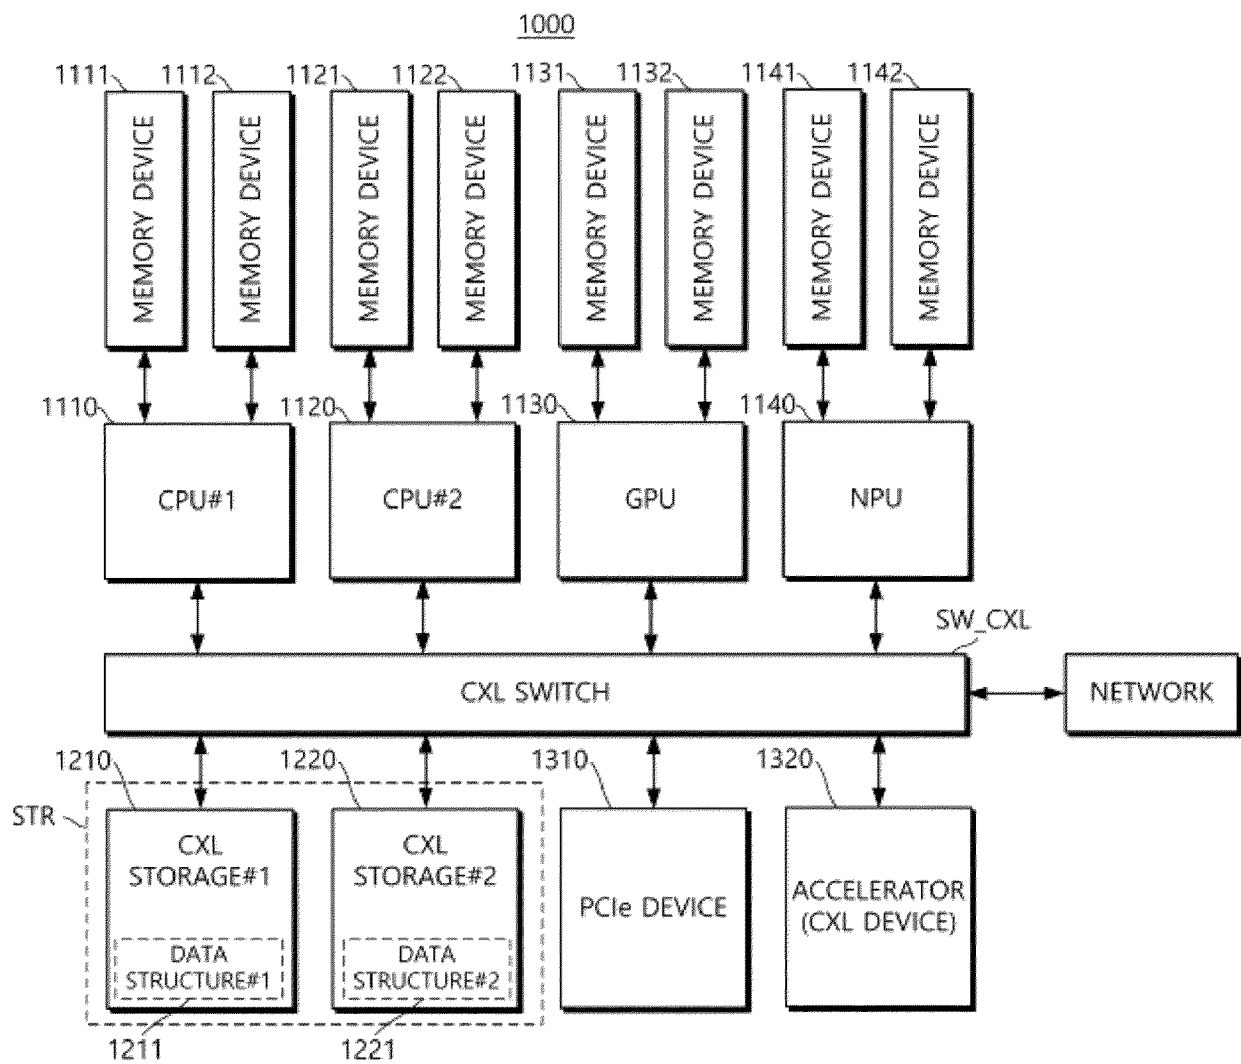 1000
1111 1112 1121 1122 1131 1132 1141 1142
MEMORY DEVICE
MEMORY DEVICE
MEMORY DEVICE
MEMORY DEVICE
MEMORY DEVICE
MEMORY DEVICE
MEMORY DEVICE
MEMORY DEVICE
1110 1120 1130 1140
CPU#1 CPU#2 GPU NPU
SW_CXL
CXL SWITCH NETWORK
1210 1220 1310 1320
STR
CXL
STORAGE#1
CXL
STORAGE#2
PCIe DEVICE
ACCELERATOR
(CXL DEVICE)
DATA
STRUCTURE#1
DATA
STRUCTURE#2
1211 1221